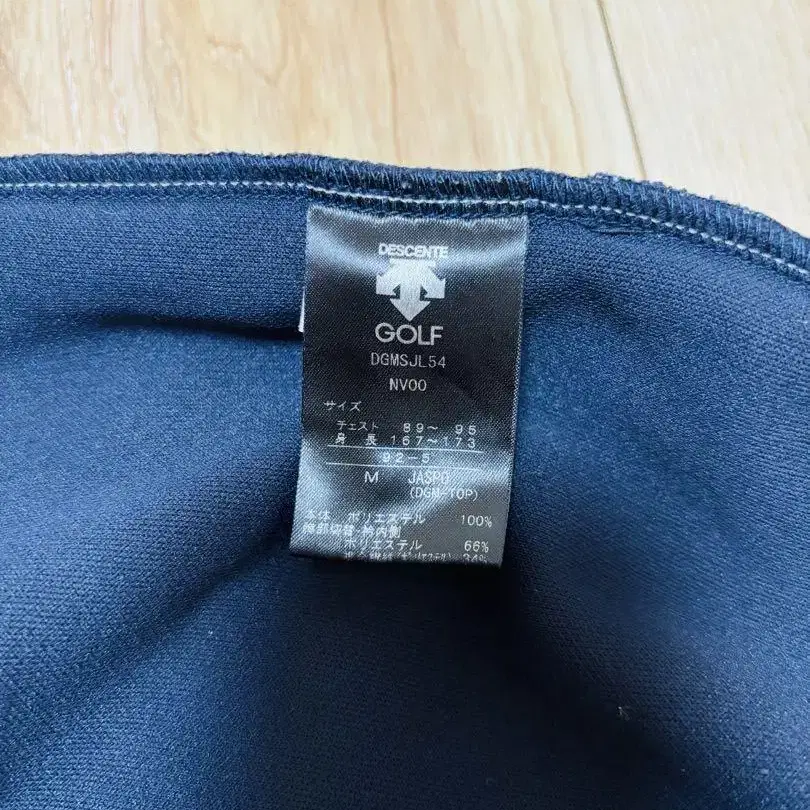 DESCENTE
GOLF
DGMSJL54
NV00
サイズ
チェスト 89～ 95
身 長 167～173
92-5
M JASPO
(DGM-TOP)
本体 ポリエステル 100%
ポリエステル 66%
34%